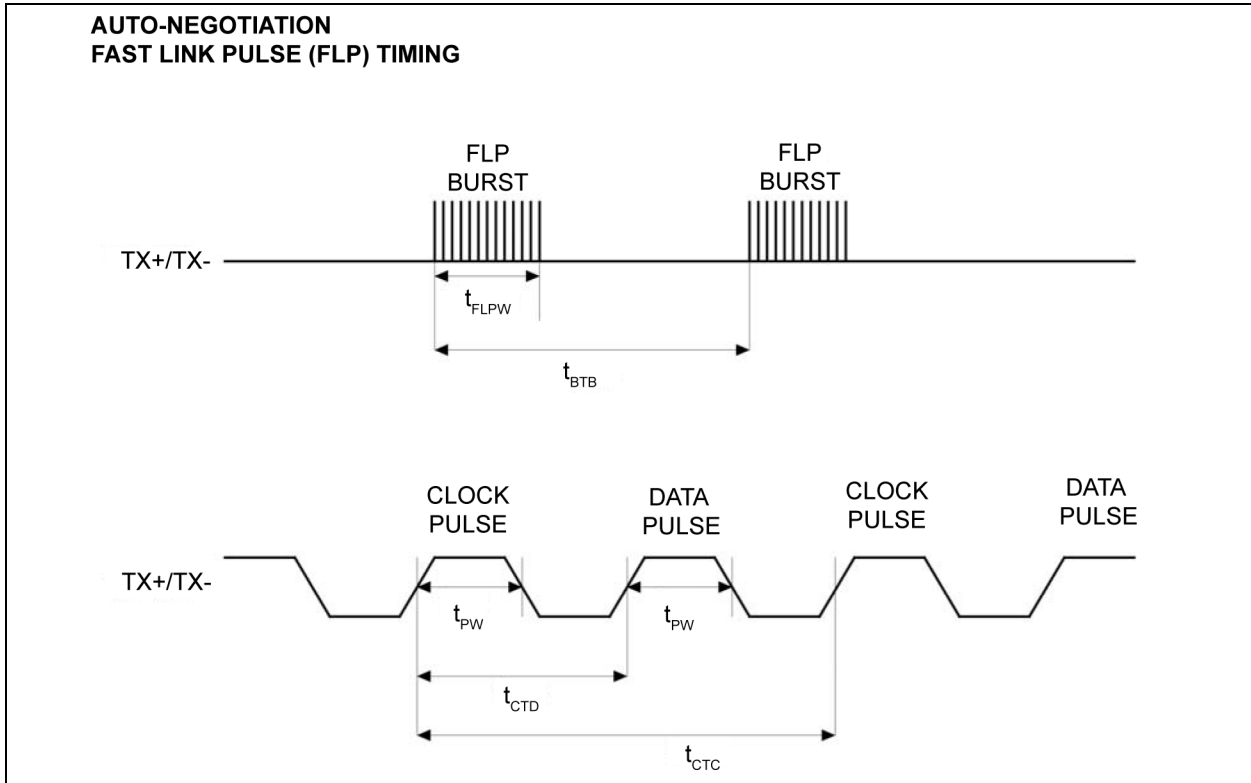 AUTO-NEGOTIATION
FAST LINK PULSE (FLP) TIMING
FLP
BURST
FLP
BURST
TX+/TX-
tFLPW
tBTB
CLOCK
PULSE
DATA
PULSE
CLOCK
PULSE
DATA
PULSE
TX+/TX-
tPW
tPW
tCTD
tCTC